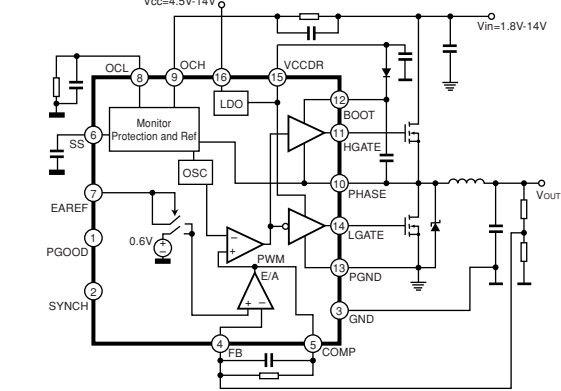 Vcc=4.5V-14V
Vin=1.8V-14V
OCL
OCH
VCCDR
8
9
16
15
LDO
12
BOOT
Monitor
Protection and Ref
11
HGATE
6
SS
OSC
10
PHASE
7
EAREF
VOUT
14
LGATE
1
PGOOD
0.6V
+
−
−
+
PWM
13
PGND
E/A
2
SYNCH
+ −
3
GND
4
FB
5
COMP